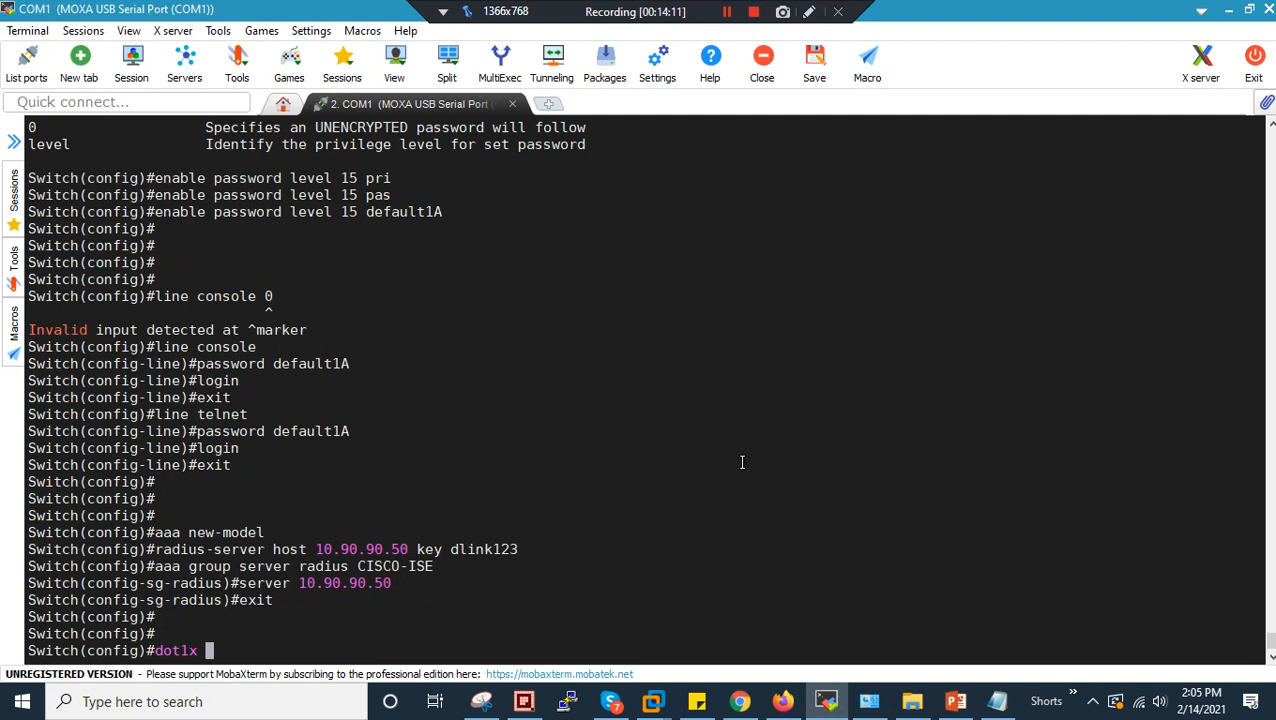 COM1 (MOXA USB Serial Port (COM1))
1366x768
Recording [00:14:11]
Terminal Sessions View X server Tools Games Settings Macros Help
List ports New tab Session Servers Tools Games Sessions View Split MultiExec Tunneling Packages Settings Help Close Save Macro X server Exit
Quick connect...
2. COM1 (MOXA USB Serial Port (
Sessions
Tools
Macros
0 Specifies an UNENCRYPTED password will follow
level Identify the privilege level for set password
Switch(config)#enable password level 15 pri
Switch(config)#enable password level 15 pas
Switch(config)#enable password level 15 default1A
Switch(config)#
Switch(config)#
Switch(config)#
Switch(config)#
Switch(config)#line console 0
^
Invalid input detected at ^marker
Switch(config)#line console
Switch(config-line)#password default1A
Switch(config-line)#login
Switch(config-line)#exit
Switch(config)#line telnet
Switch(config-line)#password default1A
Switch(config-line)#login
Switch(config-line)#exit
Switch(config)#
Switch(config)#
Switch(config)#
Switch(config)#aaa new-model
Switch(config)#radius-server host 10.90.90.50 key dlink123
Switch(config)#aaa group server radius CISCO-ISE
Switch(config-sg-radius)#server 10.90.90.50
Switch(config-sg-radius)#exit
Switch(config)#
Switch(config)#
Switch(config)#dot1x
UNREGISTERED VERSION - Please support MobaXterm by subscribing to the professional edition here: https://mobaxterm.mobatek.net
Type here to search
7
Shorts
2:05 PM
2/14/2021